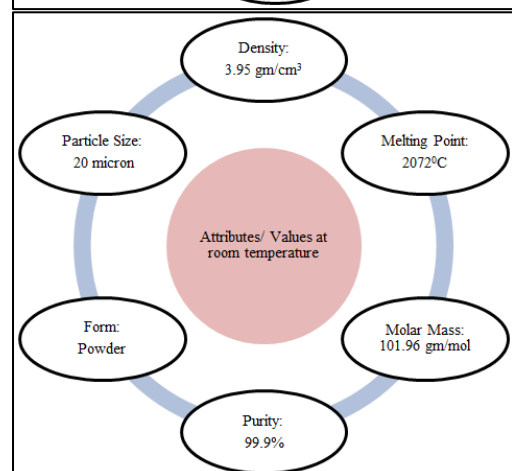 Density:
3.95 gm/cm³
Particle Size:
20 micron
Melting Point:
2072⁰C
Attributes/ Values at
room temperature
Form:
Powder
Molar Mass:
101.96 gm/mol
Purity:
99.9%